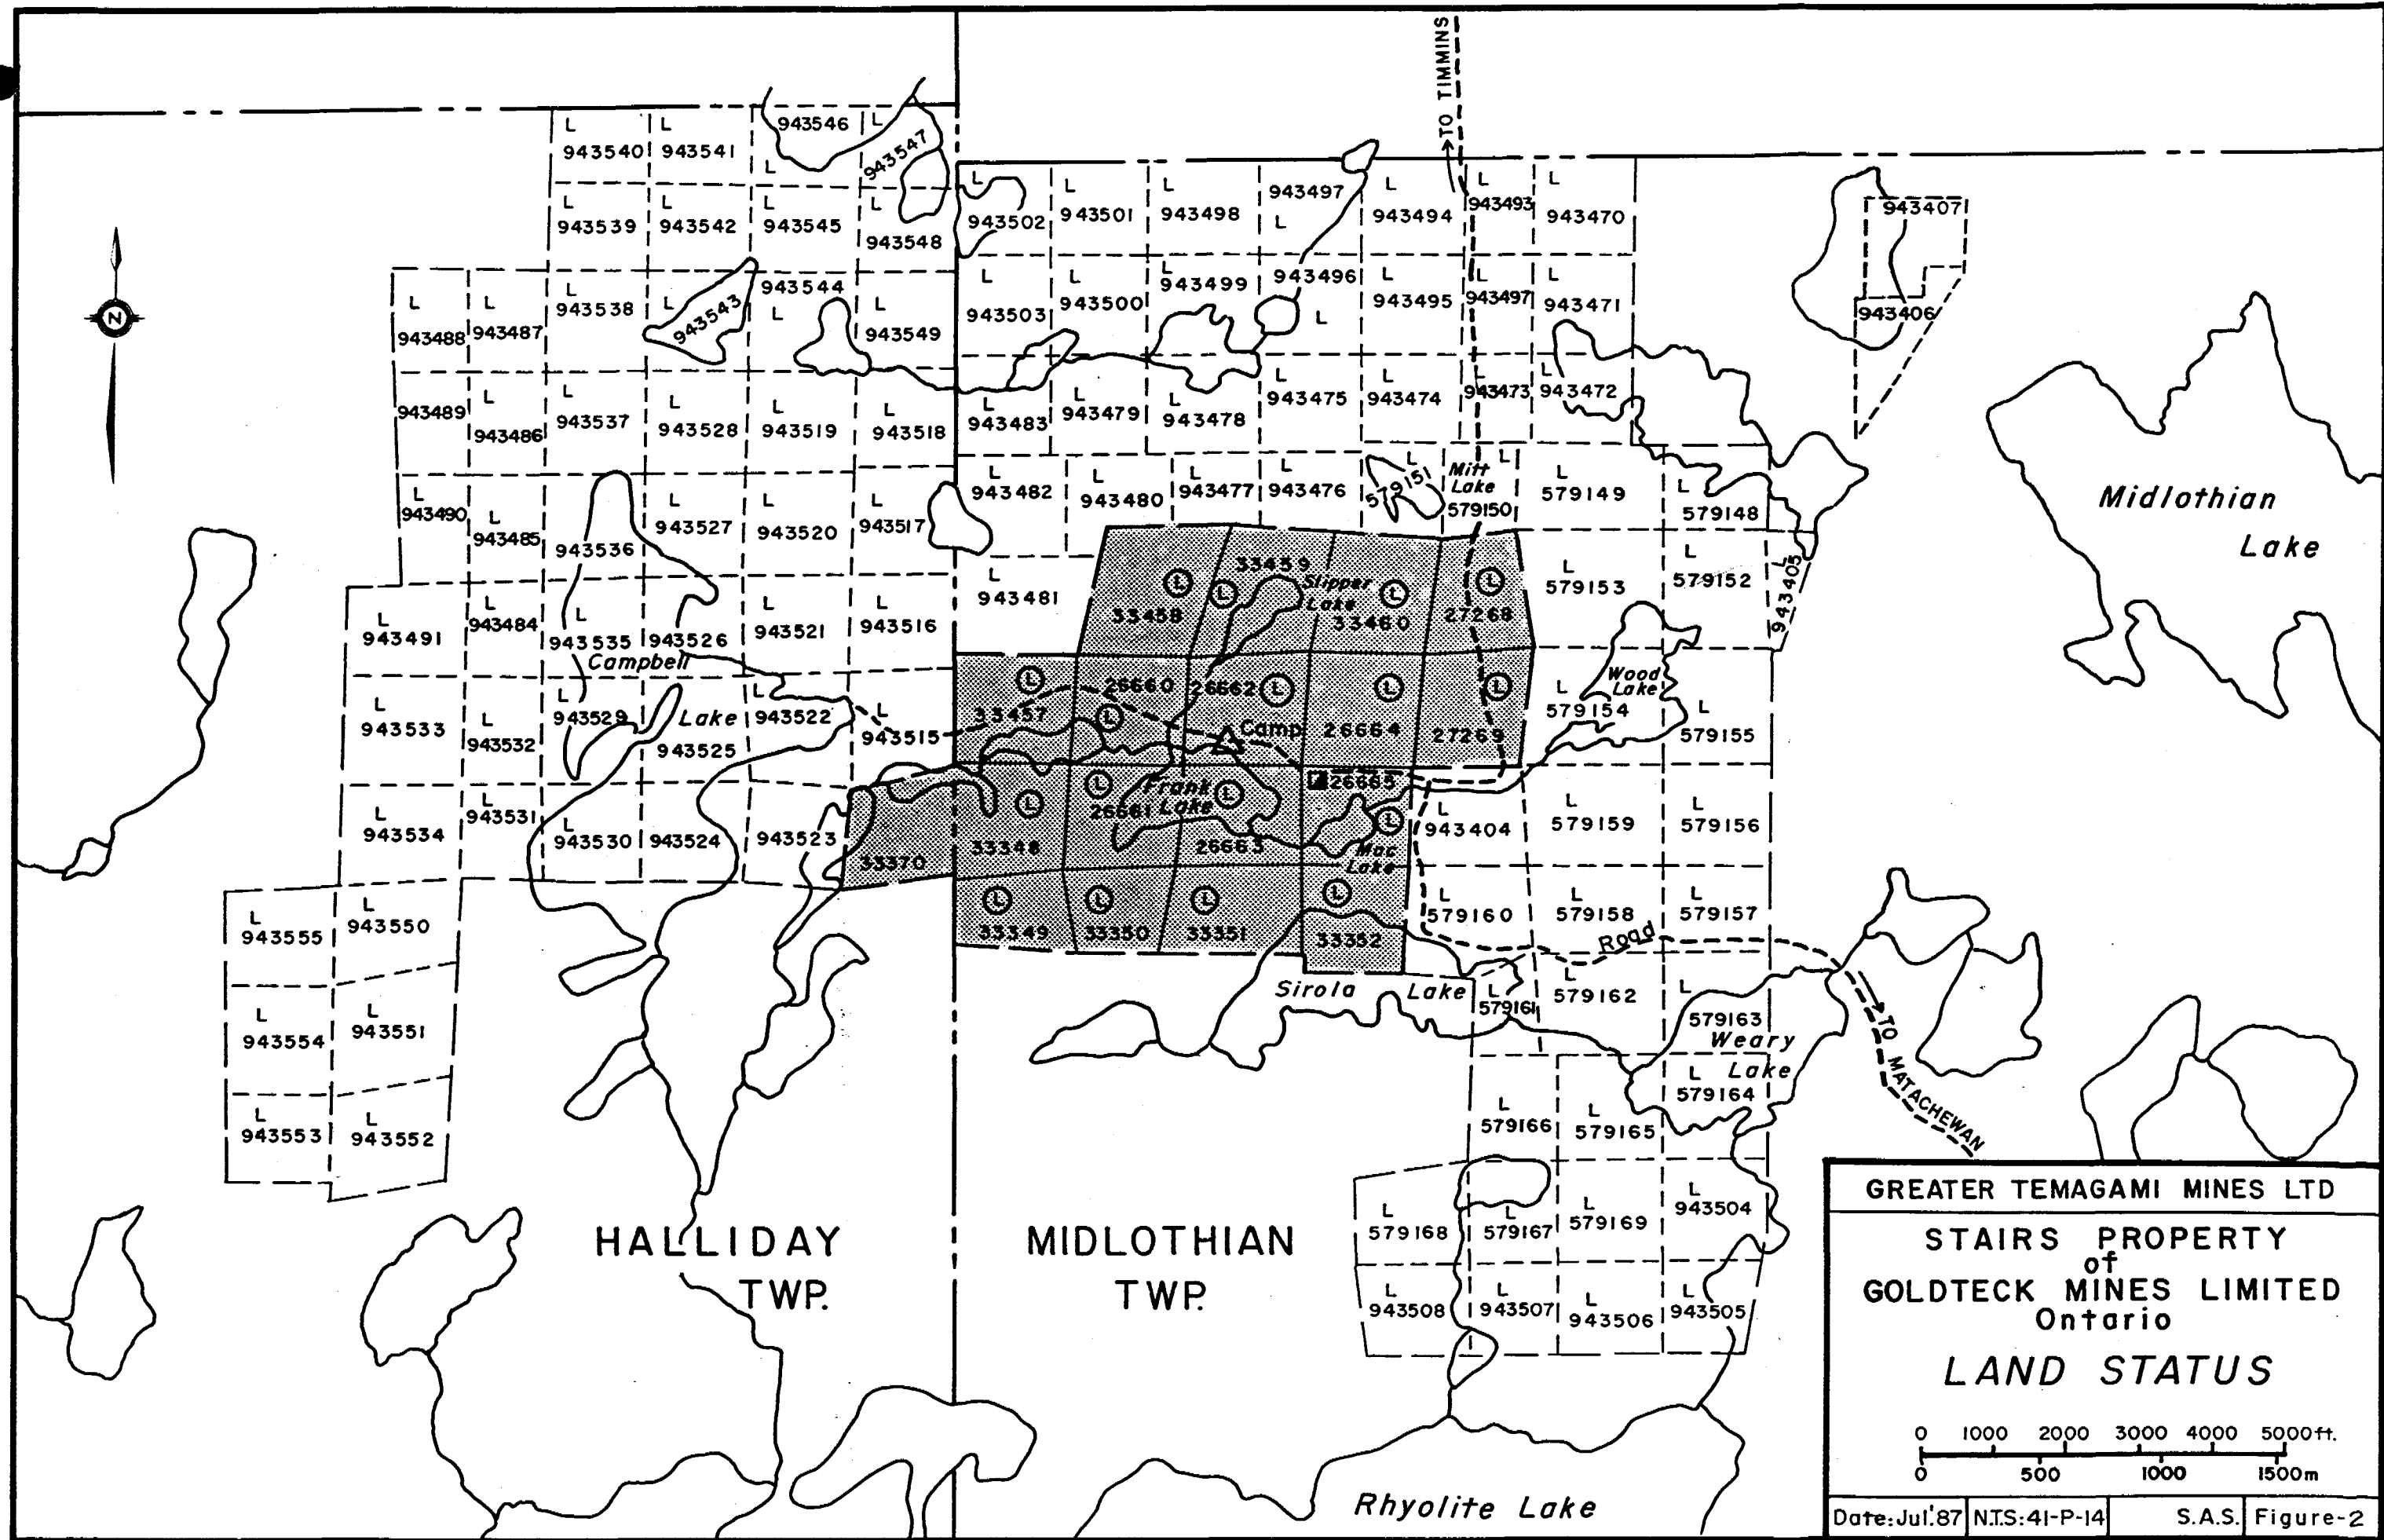 TO TIMMINS
L L 943546 L
943540 943541 943547
L
L L 943497 L L L
L L L L 943502 943501 943498 L 943494 943493 943470
943539 943542 945545 943548
L L L L 943544 L L L L 943496 L L L
943488 943487 943538 943543 L 943549 943503 943500 943499 L 943495 943497 943471
943407
943406
L L L L L L L L L L L L L
943489 943486 943537 943528 943519 943518 943483 943479 943478 943475 943474 943473 943472
L L L L L L L L L L Mitt L L L
943490 943485 943536 943527 943520 943517 943482 943480 943477 943476 579151 Lake 579149 579148
579150
Midlothian
Lake
L L L L L L L 33459 L L L
943491 943484 943535 943526 943521 943516 943481 33458 Slipper Lake 33460 27268 579153 579152 943405
Campbell
L L L L L L L L L L L
943533 943532 943529 Lake 943522 943515 33457 26660 26662 26664 27269 579154 Wood Lake 579155
943525
Camp
L L L L L L L L L L
943534 943531 943530 943524 943523 33370 33348 26661 Frank Lake 26663 26665 943404 579159 579156
Mac
Lake
L L L L L L L L L
943555 943550 33349 33350 33351 33352 579160 579158 579157
Road
L L Sirola Lake L L L
943554 943551 579161 579162 579163
Weary
Lake
L
579164
TO MATACHEWAN
L L L L
943553 943552 579166 579165
L L L L
579168 579167 579169 943504
L L L L
943508 943507 943506 943505
HALLIDAY
TWP.
MIDLOTHIAN
TWP.
Rhyolite Lake
N
GREATER TEMAGAMI MINES LTD
STAIRS PROPERTY
of
GOLDTECK MINES LIMITED
Ontario
LAND STATUS
0 1000 2000 3000 4000 5000ft.
0 500 1000 1500m
Date:Jul.'87 N.T.S:41-P-14 S.A.S. Figure-2